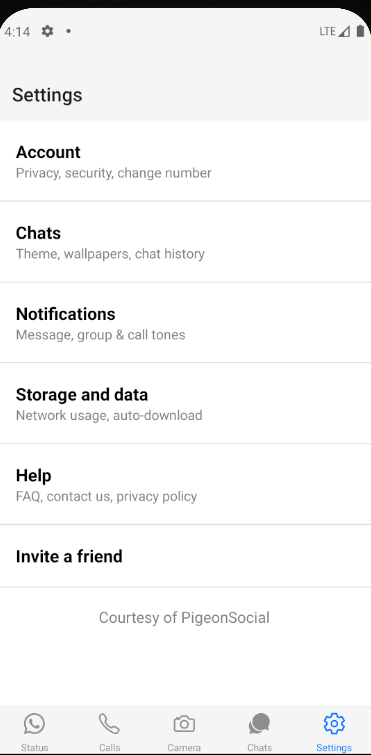 4:14 LTE
Settings
Account
Privacy, security, change number
Chats
Theme, wallpapers, chat history
Notifications
Message, group & call tones
Storage and data
Network usage, auto-download
Help
FAQ, contact us, privacy policy
Invite a friend
Courtesy of PigeonSocial
Status Calls Camera Chats Settings